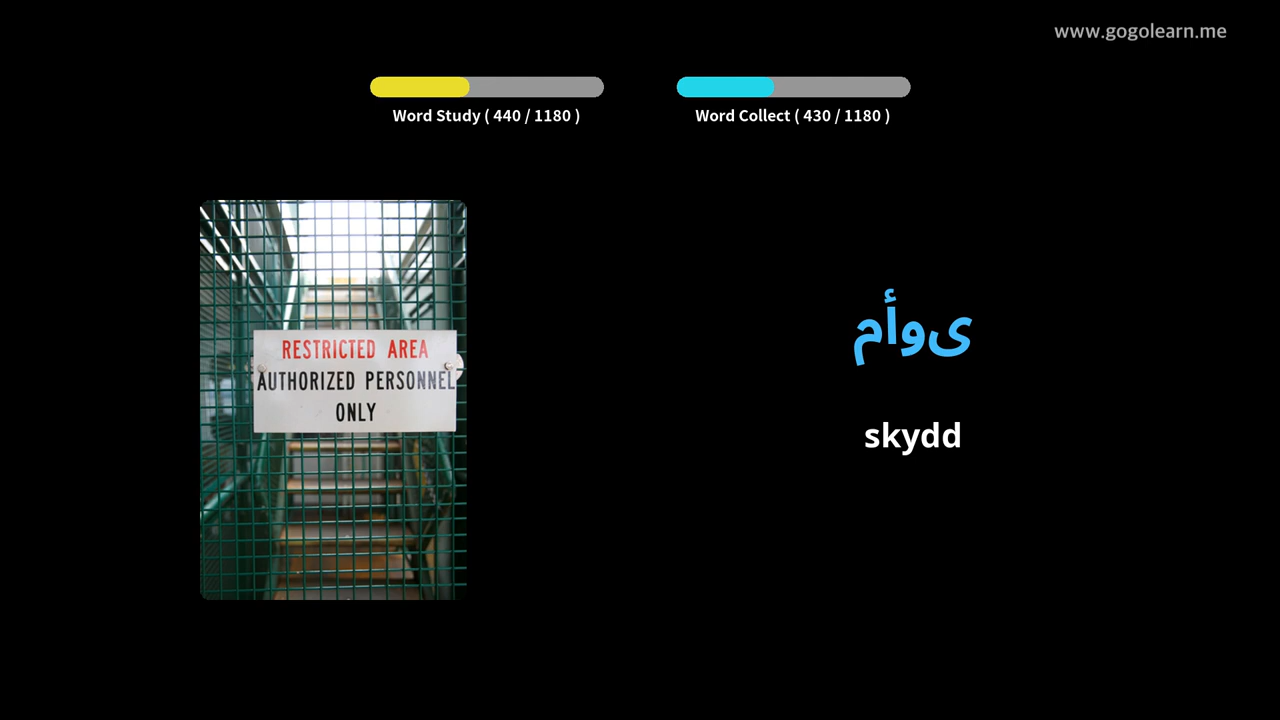 www.gogolearn.me
Word Study ( 440 / 1180 )
Word Collect ( 430 / 1180 )
RESTRICTED AREA
AUTHORIZED PERSONNEL
ONLY
ىوأم
skydd